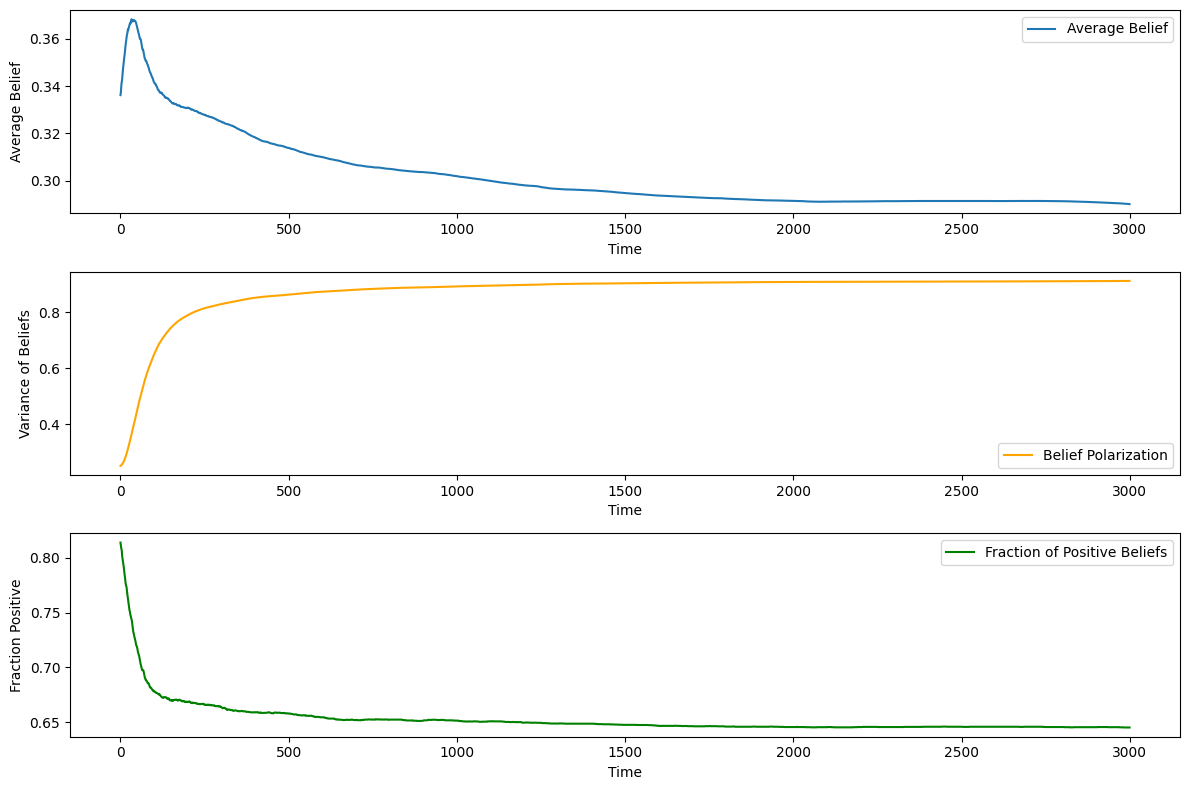 Average Belief
0.36
0.34
0.32
0.30
Average Belief
0 500 1000 1500 2000 2500 3000
Time
0.8
0.6
0.4
Variance of Beliefs
Belief Polarization
0 500 1000 1500 2000 2500 3000
Time
Fraction of Positive Beliefs
0.80
0.75
0.70
0.65
Fraction Positive
0 500 1000 1500 2000 2500 3000
Time